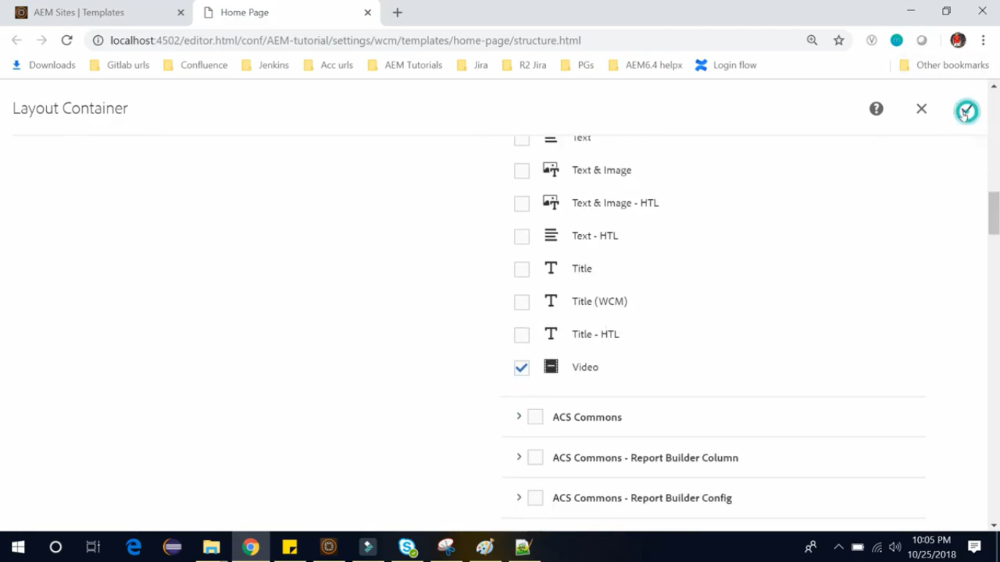 AEM Sites | Templates
Home Page
localhost:4502/editor.html/conf/AEM-tutorial/settings/wcm/templates/home-page/structure.html
Downloads Gitlab urls Confluence Jenkins Acc urls AEM Tutorials Jira R2 Jira PGs AEM6.4 helpx Login flow Other bookmarks
Layout Container
Text
Text & Image
Text & Image - HTL
Text - HTL
Title
Title (WCM)
Title - HTL
Video
ACS Commons
ACS Commons - Report Builder Column
ACS Commons - Report Builder Config
10:05 PM
10/25/2018